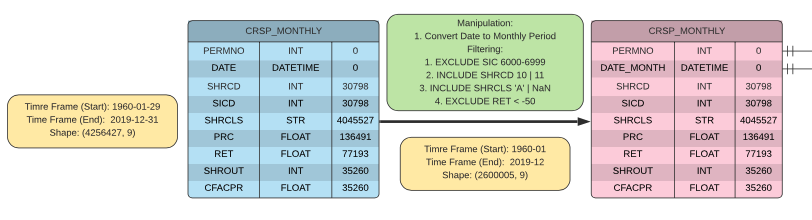 Timre Frame (Start): 1960-01-29
Time Frame (End):  2019-12-31
Shape: (4256427, 9)
CRSP_MONTHLY
PERMNO INT 0
DATE DATETIME 0
SHRCD INT 30798
SICD INT 30798
SHRCLS STR 4045527
PRC FLOAT 136491
RET FLOAT 77193
SHROUT INT 35260
CFACPR FLOAT 35260
Manipulation:
1. Convert Date to Monthly Period
Filtering:
1. EXCLUDE SIC 6000-6999
2. INCLUDE SHRCD 10 | 11
3. INCLUDE SHRCLS 'A' | NaN
4. EXCLUDE RET < -50
Time Frame (Start): 1960-01
Time Frame (End):  2019-12
Shape: (2600005, 9)
CRSP_MONTHLY
PERMNO INT 0
DATE_MONTH DATETIME 0
SHRCD INT 30798
SICD INT 30798
SHRCLS STR 4045527
PRC FLOAT 136491
RET FLOAT 77193
SHROUT INT 35260
CFACPR FLOAT 35260